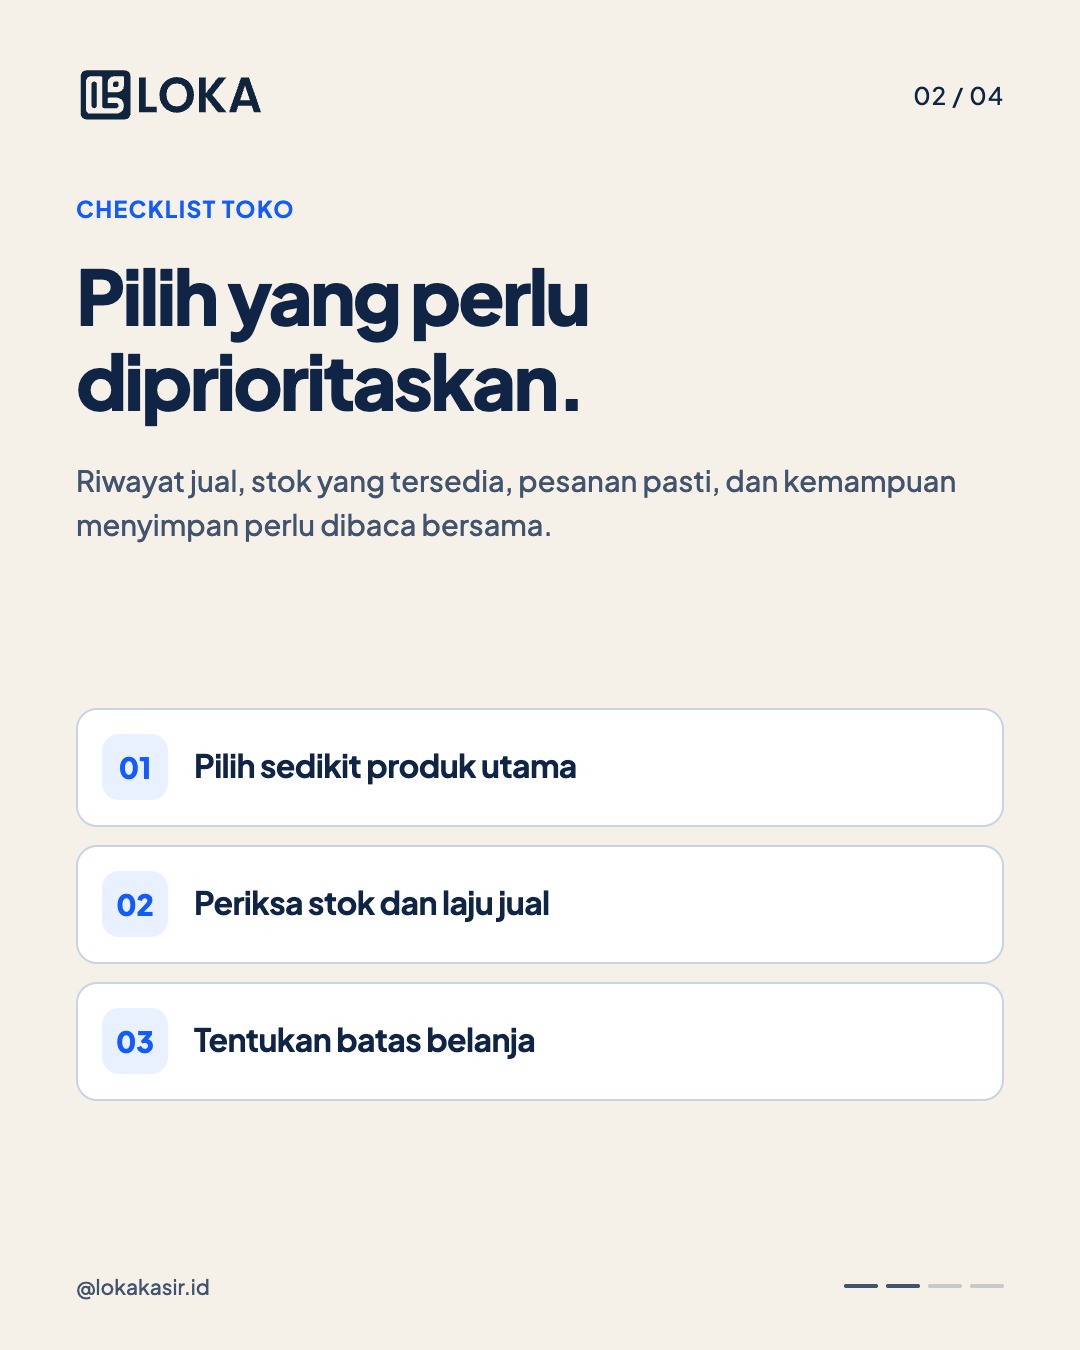 LOKA
02 / 04
CHECKLIST TOKO
Pilih yang perlu
diprioritaskan.
Riwayat jual, stok yang tersedia, pesanan pasti, dan kemampuan
menyimpan perlu dibaca bersama.
01 Pilih sedikit produk utama
02 Periksa stok dan laju jual
03 Tentukan batas belanja
@lokakasir.id